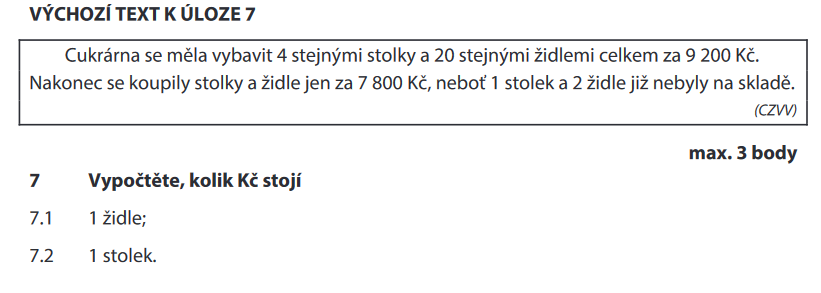 VÝCHOZÍ TEXT K ÚLOZE 7
Cukrárna se měla vybavit 4 stejnými stolky a 20 stejnými židlemi celkem za 9 200 Kč.
Nakonec se koupily stolky a židle jen za 7 800 Kč, neboť 1 stolek a 2 židle již nebyly na skladě.
(CZVV)
max. 3 body
7 Vypočtěte, kolik Kč stojí
7.1 1 židle;
7.2 1 stolek.